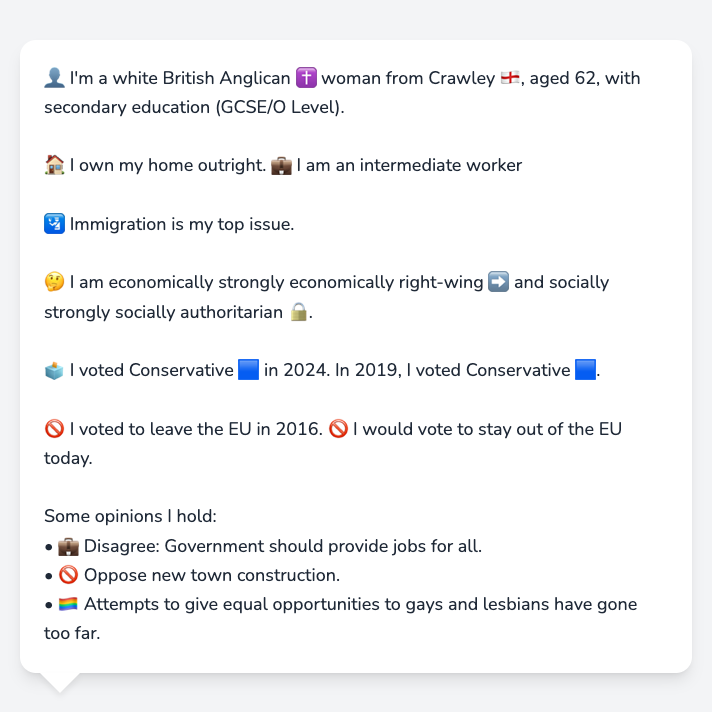 👤 I'm a white British Anglican ✝️ woman from Crawley 🏴󠁧󠁢󠁥󠁮󠁧󠁿, aged 62, with
secondary education (GCSE/O Level).
🏠 I own my home outright. 💼 I am an intermediate worker
🛂 Immigration is my top issue.
🤔 I am economically strongly economically right-wing ➡️ and socially
strongly socially authoritarian 🔒.
🗳️ I voted Conservative 🟦 in 2024. In 2019, I voted Conservative 🟦.
🚫 I voted to leave the EU in 2016. 🚫 I would vote to stay out of the EU
today.
Some opinions I hold:
• 💼 Disagree: Government should provide jobs for all.
• 🚫 Oppose new town construction.
• 🏳️‍🌈 Attempts to give equal opportunities to gays and lesbians have gone
too far.